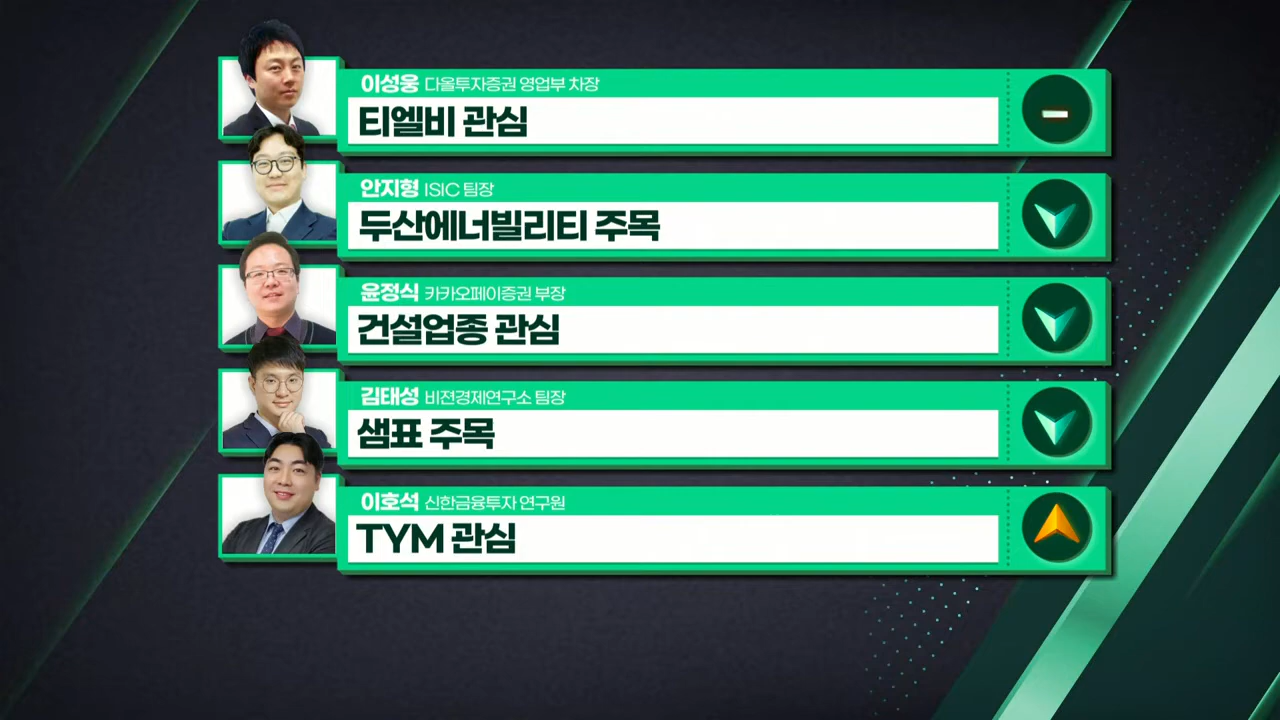 이성웅 다올투자증권 영업부 차장
티엘비 관심
안지형 ISIC 팀장
두산에너빌리티 주목
윤정식 카카오페이증권 부장
건설업종 관심
김태성 비젼경제연구소 팀장
샘표 주목
이호석 신한금융투자 연구원
TYM 관심